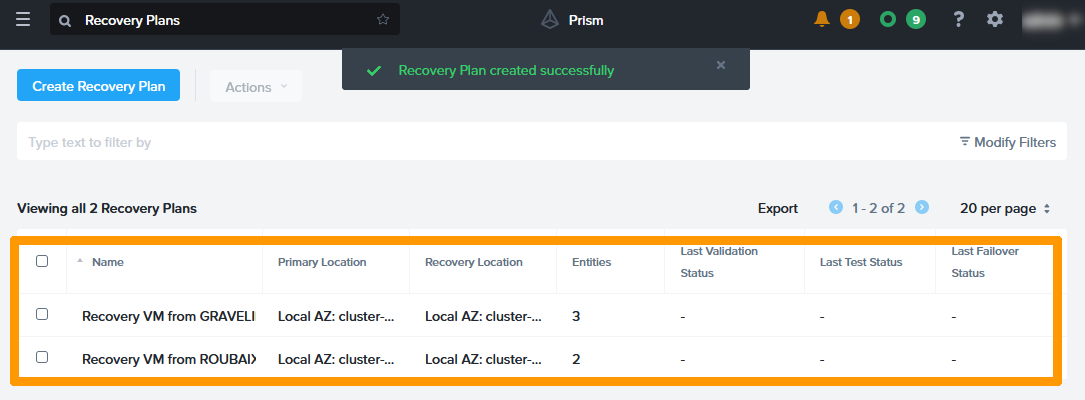 Recovery Plans
Prism
1
9
?
Recovery Plan created successfully
Create Recovery Plan
Actions
Type text to filter by
Modify Filters
Viewing all 2 Recovery Plans
Export
1 - 2 of 2
20 per page
Name
Primary Location
Recovery Location
Entities
Last Validation
Status
Last Test Status
Last Failover
Status
Recovery VM from GRAVELI
Local AZ: cluster-...
Local AZ: cluster-...
3
-
-
-
Recovery VM from ROUBAIX
Local AZ: cluster-...
Local AZ: cluster-...
2
-
-
-